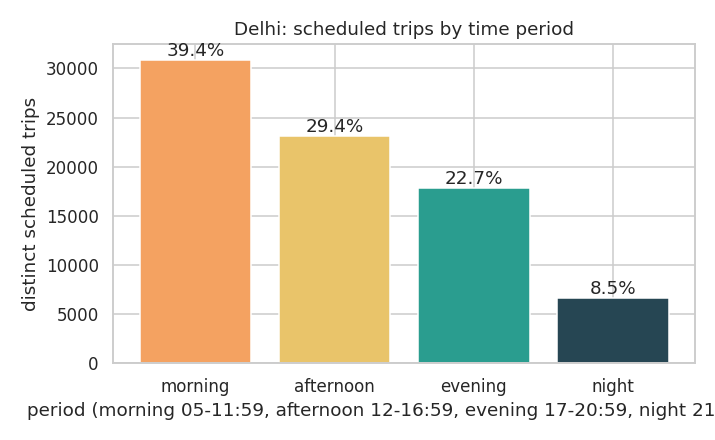 Delhi: scheduled trips by time period
distinct scheduled trips
30000
25000
20000
15000
10000
5000
0
39.4%
29.4%
22.7%
8.5%
morning
afternoon
evening
night
period (morning 05-11:59, afternoon 12-16:59, evening 17-20:59, night 21